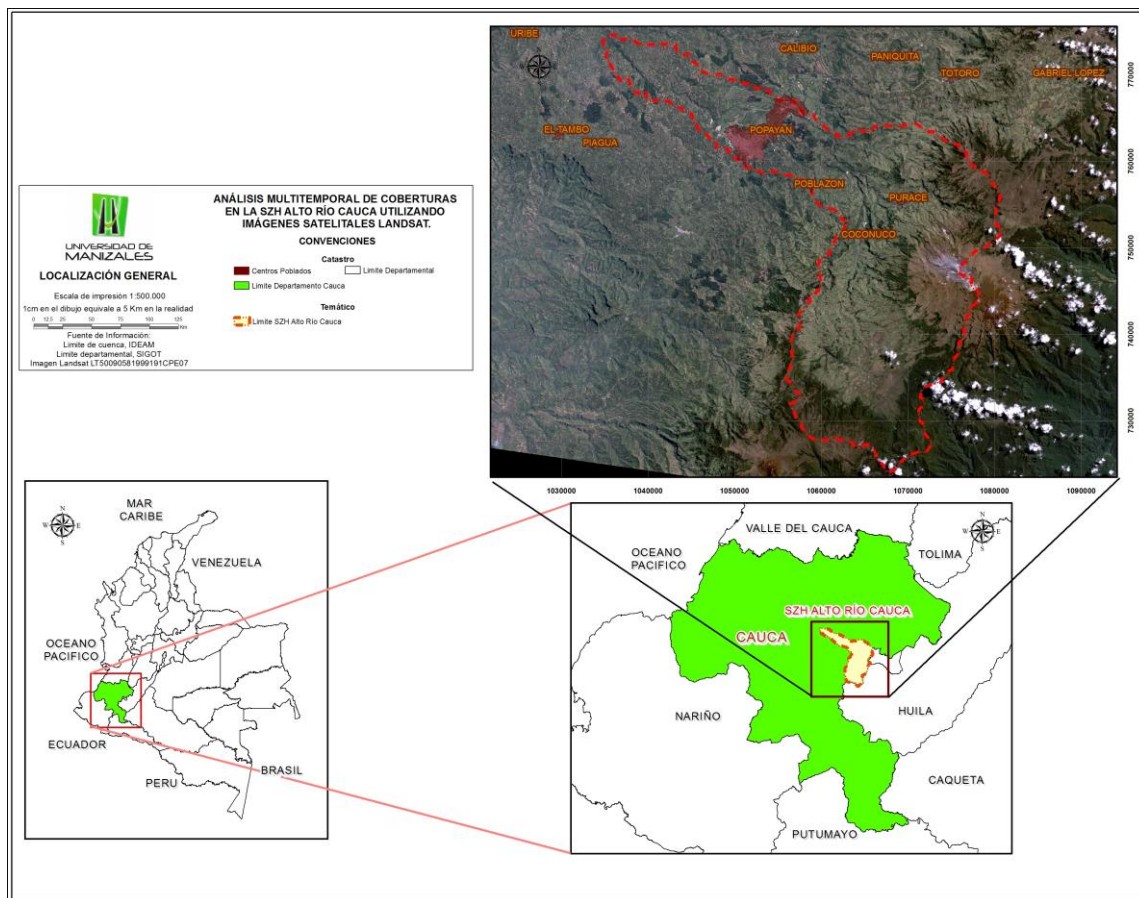 URIBE
CALIBIO
PANIQUITA
TOTORO
GABRIEL LOPEZ
EL TAMBO
PIAGUA
POPAYAN
POBLAZON
PURACE
COCONUCO
770000
760000
750000
740000
730000
1030000 1040000 1050000 1060000 1070000 1080000 1090000
UNIVERSIDAD DE
MANIZALES
LOCALIZACIÓN GENERAL
Escala de impresión 1:500.000
1cm en el dibujo equivale a 5 Km en la realidad
0 12,5 25 50 75 100 125
Km
Fuente de Información:
Limite de cuenca, IDEAM
Limite departamental, SIGOT
Imagen Landsat LT50090581999191CPE07
ANÁLISIS MULTITEMPORAL DE COBERTURAS
EN LA SZH ALTO RÍO CAUCA UTILIZANDO
IMÁGENES SATELITALES LANDSAT.
CONVENCIONES
Catastro
Centros Poblados
Limite Departamental
Limite Departamento Cauca
Temático
Limite SZH Alto Río Cauca
N
W E
S
MAR
CARIBE
VENEZUELA
OCEANO
PACIFICO
ECUADOR
PERU
BRASIL
VALLE DEL CAUCA
N
W E
S
OCEANO
PACIFICO
TOLIMA
SZH ALTO RÍO CAUCA
CAUCA
NARIÑO
HUILA
CAQUETA
PUTUMAYO